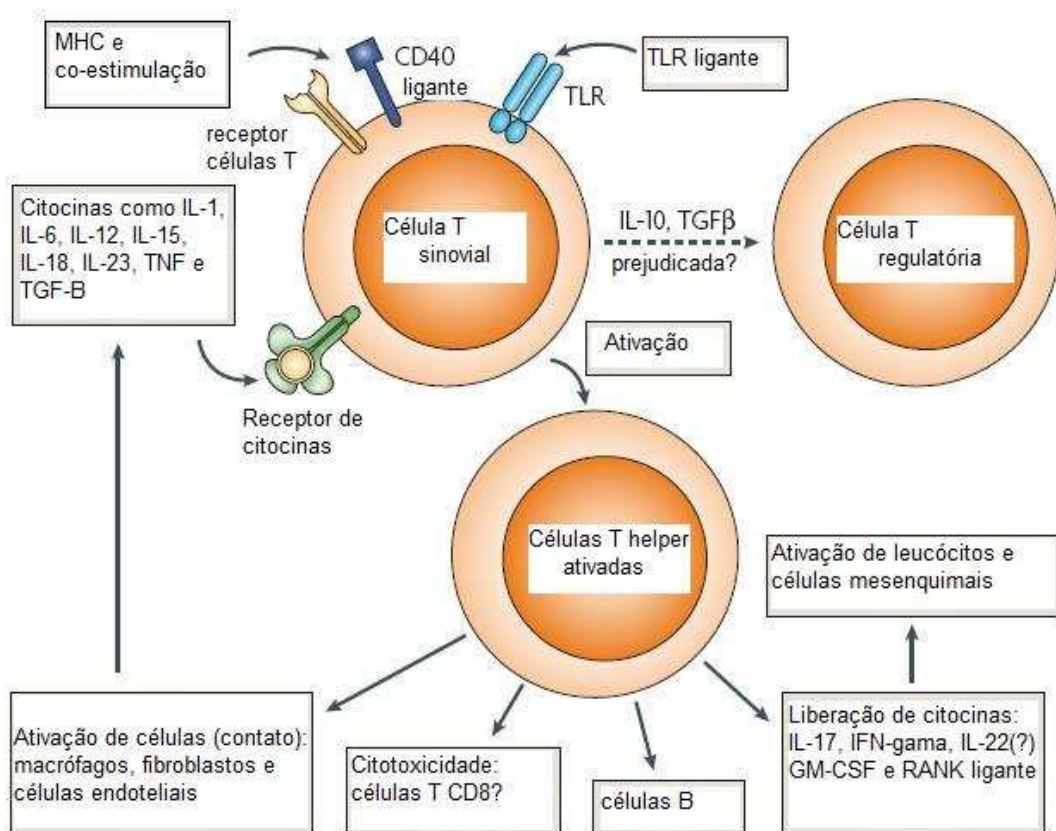 MHC e
co-estimulação
CD40
ligante
TLR
TLR ligante
receptor
células T
Citocinas como IL-1,
IL-6, IL-12, IL-15,
IL-18, IL-23, TNF e
TGF-B
Célula T
sinovial
IL-10, TGFβ
prejudicada?
Célula T
regulatória
Ativação
Receptor de
citocinas
Células T helper
ativadas
Ativação de leucócitos e
células mesenquimais
Ativação de células (contato):
macrófagos, fibroblastos e
células endoteliais
Citotoxicidade:
células T CD8?
células B
Liberação de citocinas:
IL-17, IFN-gama, IL-22(?)
GM-CSF e RANK ligante